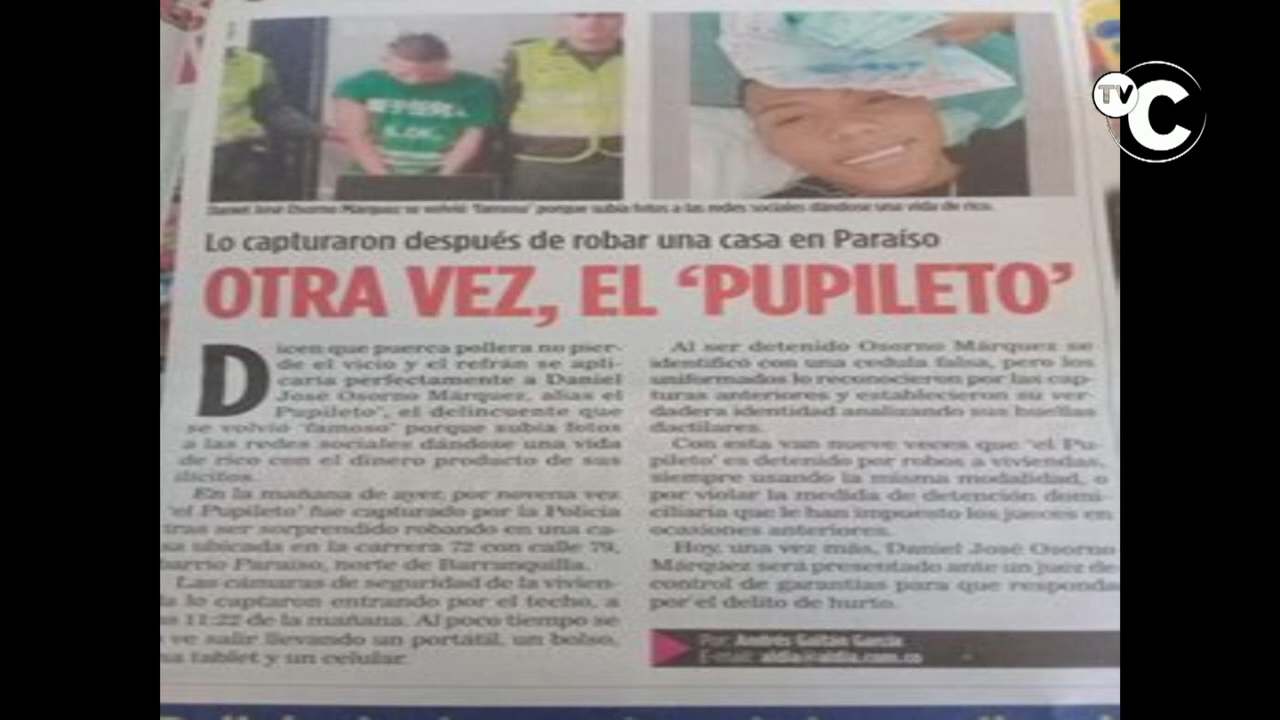 TV C
Daniel José Osorno Márquez se volvió 'famoso' porque subía fotos a las redes sociales dándose una vida de rico.
Lo capturaron después de robar una casa en Paraíso
OTRA VEZ, EL ‘PUPILETO’
Dicen que puerca pollera no pier-
de el vicio y el refrán se apli-
caría perfectamente a Daniel
José Osorno Márquez, alias el
Pupileto", el delincuente que
se volvió 'famoso' porque subía fotos
a las redes sociales dándose una vida
de rico con el dinero producto de sus
ilícitos.
En la mañana de ayer, por novena vez
'el Pupileto' fue capturado por la Policía
tras ser sorprendido robando en una ca-
sa ubicada en la carrera 72 con calle 79,
barrio Paraíso, norte de Barranquilla.
Las cámaras de seguridad de la vivien-
a lo captaron entrando por el techo, a
s 11:22 de la mañana. Al poco tiempo se
ve salir llevando un portátil, un bolso,
na tablet y un celular.
Al ser detenido Osorno Márquez se
identificó con una cedula falsa, pero los
uniformados lo reconocieron por las cap-
turas anteriores y establecieron su ver-
dadera identidad analizando sus huellas
dactilares.
Con esta van nueve veces que 'el Pu-
pileto' es detenido por robos a viviendas,
siempre usando la misma modalidad, o
por violar la medida de detención domi-
ciliaria que le han impuesto los jueces en
ocasiones anteriores.
Hoy, una vez más, Daniel José Osorno
Márquez será presentado ante un juez de
control de garantías para que responda
por el delito de hurto.
Por: Andrés Gaitán García
E-mail: aldia@aldia.com.co